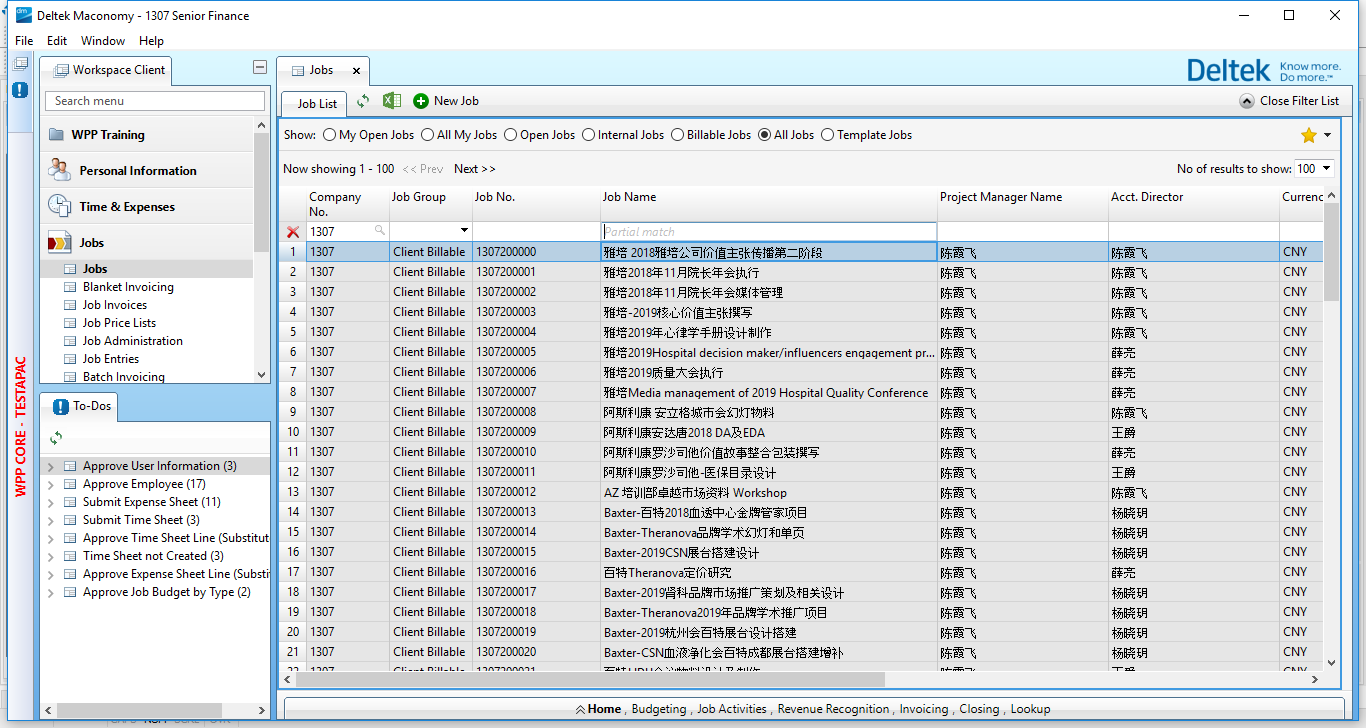 Deltek Maconomy - 1307 Senior Finance
File Edit Window Help
Workspace Client
Search menu
WPP Training
Personal Information
Time & Expenses
Jobs
Jobs
Blanket Invoicing
Job Invoices
Job Price Lists
Job Administration
Job Entries
Batch Invoicing
WPP CORE - TESTAPAC
To-Dos
Approve User Information (3)
Approve Employee (17)
Submit Expense Sheet (11)
Submit Time Sheet (3)
Approve Time Sheet Line (Substitut
Time Sheet not Created (3)
Approve Expense Sheet Line (Substi
Approve Job Budget by Type (2)
Jobs
Deltek Know more. Do more.™
Job List New Job Close Filter List
Show: My Open Jobs All My Jobs Open Jobs Internal Jobs Billable Jobs All Jobs Template Jobs
Now showing 1 - 100 << Prev Next >> No of results to show: 100
Company No. Job Group Job No. Job Name Project Manager Name Acct. Director Currenc
1307 Partial match
1 1307 Client Billable 1307200000 雅培 2018雅培公司价值主张传播第二阶段 陈霞飞 陈霞飞 CNY
2 1307 Client Billable 1307200001 雅培2018年11月院长年会执行 陈霞飞 陈霞飞 CNY
3 1307 Client Billable 1307200002 雅培2018年11月院长年会媒体管理 陈霞飞 陈霞飞 CNY
4 1307 Client Billable 1307200003 雅培-2019核心价值主张撰写 陈霞飞 陈霞飞 CNY
5 1307 Client Billable 1307200004 雅培2019年心律学手册设计制作 陈霞飞 陈霞飞 CNY
6 1307 Client Billable 1307200005 雅培2019Hospital decision maker/influencers engagement pr... 陈霞飞 薛亮 CNY
7 1307 Client Billable 1307200006 雅培2019质量大会执行 陈霞飞 薛亮 CNY
8 1307 Client Billable 1307200007 雅培Media management of 2019 Hospital Quality Conference 陈霞飞 薛亮 CNY
9 1307 Client Billable 1307200008 阿斯利康 安立格城市会幻灯物料 陈霞飞 陈霞飞 CNY
10 1307 Client Billable 1307200009 阿斯利康安达唐2018 DA及EDA 陈霞飞 王爵 CNY
11 1307 Client Billable 1307200010 阿斯利康罗沙司他价值故事整合包装撰写 陈霞飞 薛亮 CNY
12 1307 Client Billable 1307200011 阿斯利康罗沙司他-医保目录设计 陈霞飞 王爵 CNY
13 1307 Client Billable 1307200012 AZ 培训部卓越市场资料 Workshop 陈霞飞 陈霞飞 CNY
14 1307 Client Billable 1307200013 Baxter-百特2018血透中心金牌管家项目 陈霞飞 杨晓玥 CNY
15 1307 Client Billable 1307200014 Baxter-Theranova品牌学术幻灯和单页 陈霞飞 杨晓玥 CNY
16 1307 Client Billable 1307200015 Baxter-2019CSN展台搭建设计 陈霞飞 杨晓玥 CNY
17 1307 Client Billable 1307200016 百特Theranova定价研究 陈霞飞 薛亮 CNY
18 1307 Client Billable 1307200017 Baxter-2019肾科品牌市场推广策划及相关设计 陈霞飞 杨晓玥 CNY
19 1307 Client Billable 1307200018 Baxter-Theranova2019年品牌学术推广项目 陈霞飞 杨晓玥 CNY
20 1307 Client Billable 1307200019 Baxter-2019杭州会百特展台设计搭建 陈霞飞 杨晓玥 CNY
21 1307 Client Billable 1307200020 Baxter-CSN血液净化会百特成都展台搭建增补 陈霞飞 杨晓玥 CNY
Home , Budgeting , Job Activities , Revenue Recognition , Invoicing , Closing , Lookup